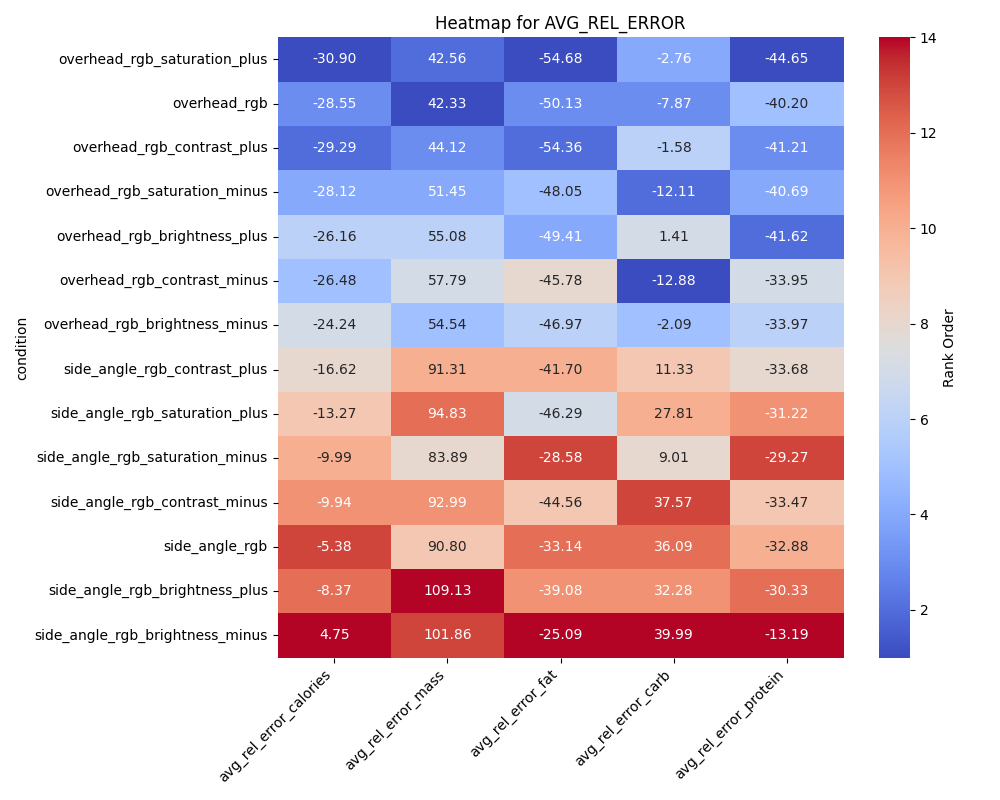 Heatmap for AVG_REL_ERROR
condition
overhead_rgb_saturation_plus -30.90 42.56 -54.68 -2.76 -44.65
overhead_rgb -28.55 42.33 -50.13 -7.87 -40.20
overhead_rgb_contrast_plus -29.29 44.12 -54.36 -1.58 -41.21
overhead_rgb_saturation_minus -28.12 51.45 -48.05 -12.11 -40.69
overhead_rgb_brightness_plus -26.16 55.08 -49.41 1.41 -41.62
overhead_rgb_contrast_minus -26.48 57.79 -45.78 -12.88 -33.95
overhead_rgb_brightness_minus -24.24 54.54 -46.97 -2.09 -33.97
side_angle_rgb_contrast_plus -16.62 91.31 -41.70 11.33 -33.68
side_angle_rgb_saturation_plus -13.27 94.83 -46.29 27.81 -31.22
side_angle_rgb_saturation_minus -9.99 83.89 -28.58 9.01 -29.27
side_angle_rgb_contrast_minus -9.94 92.99 -44.56 37.57 -33.47
side_angle_rgb -5.38 90.80 -33.14 36.09 -32.88
side_angle_rgb_brightness_plus -8.37 109.13 -39.08 32.28 -30.33
side_angle_rgb_brightness_minus 4.75 101.86 -25.09 39.99 -13.19
avg_rel_error_calories
avg_rel_error_mass
avg_rel_error_fat
avg_rel_error_carb
avg_rel_error_protein
14
12
10
8
6
4
2
Rank Order